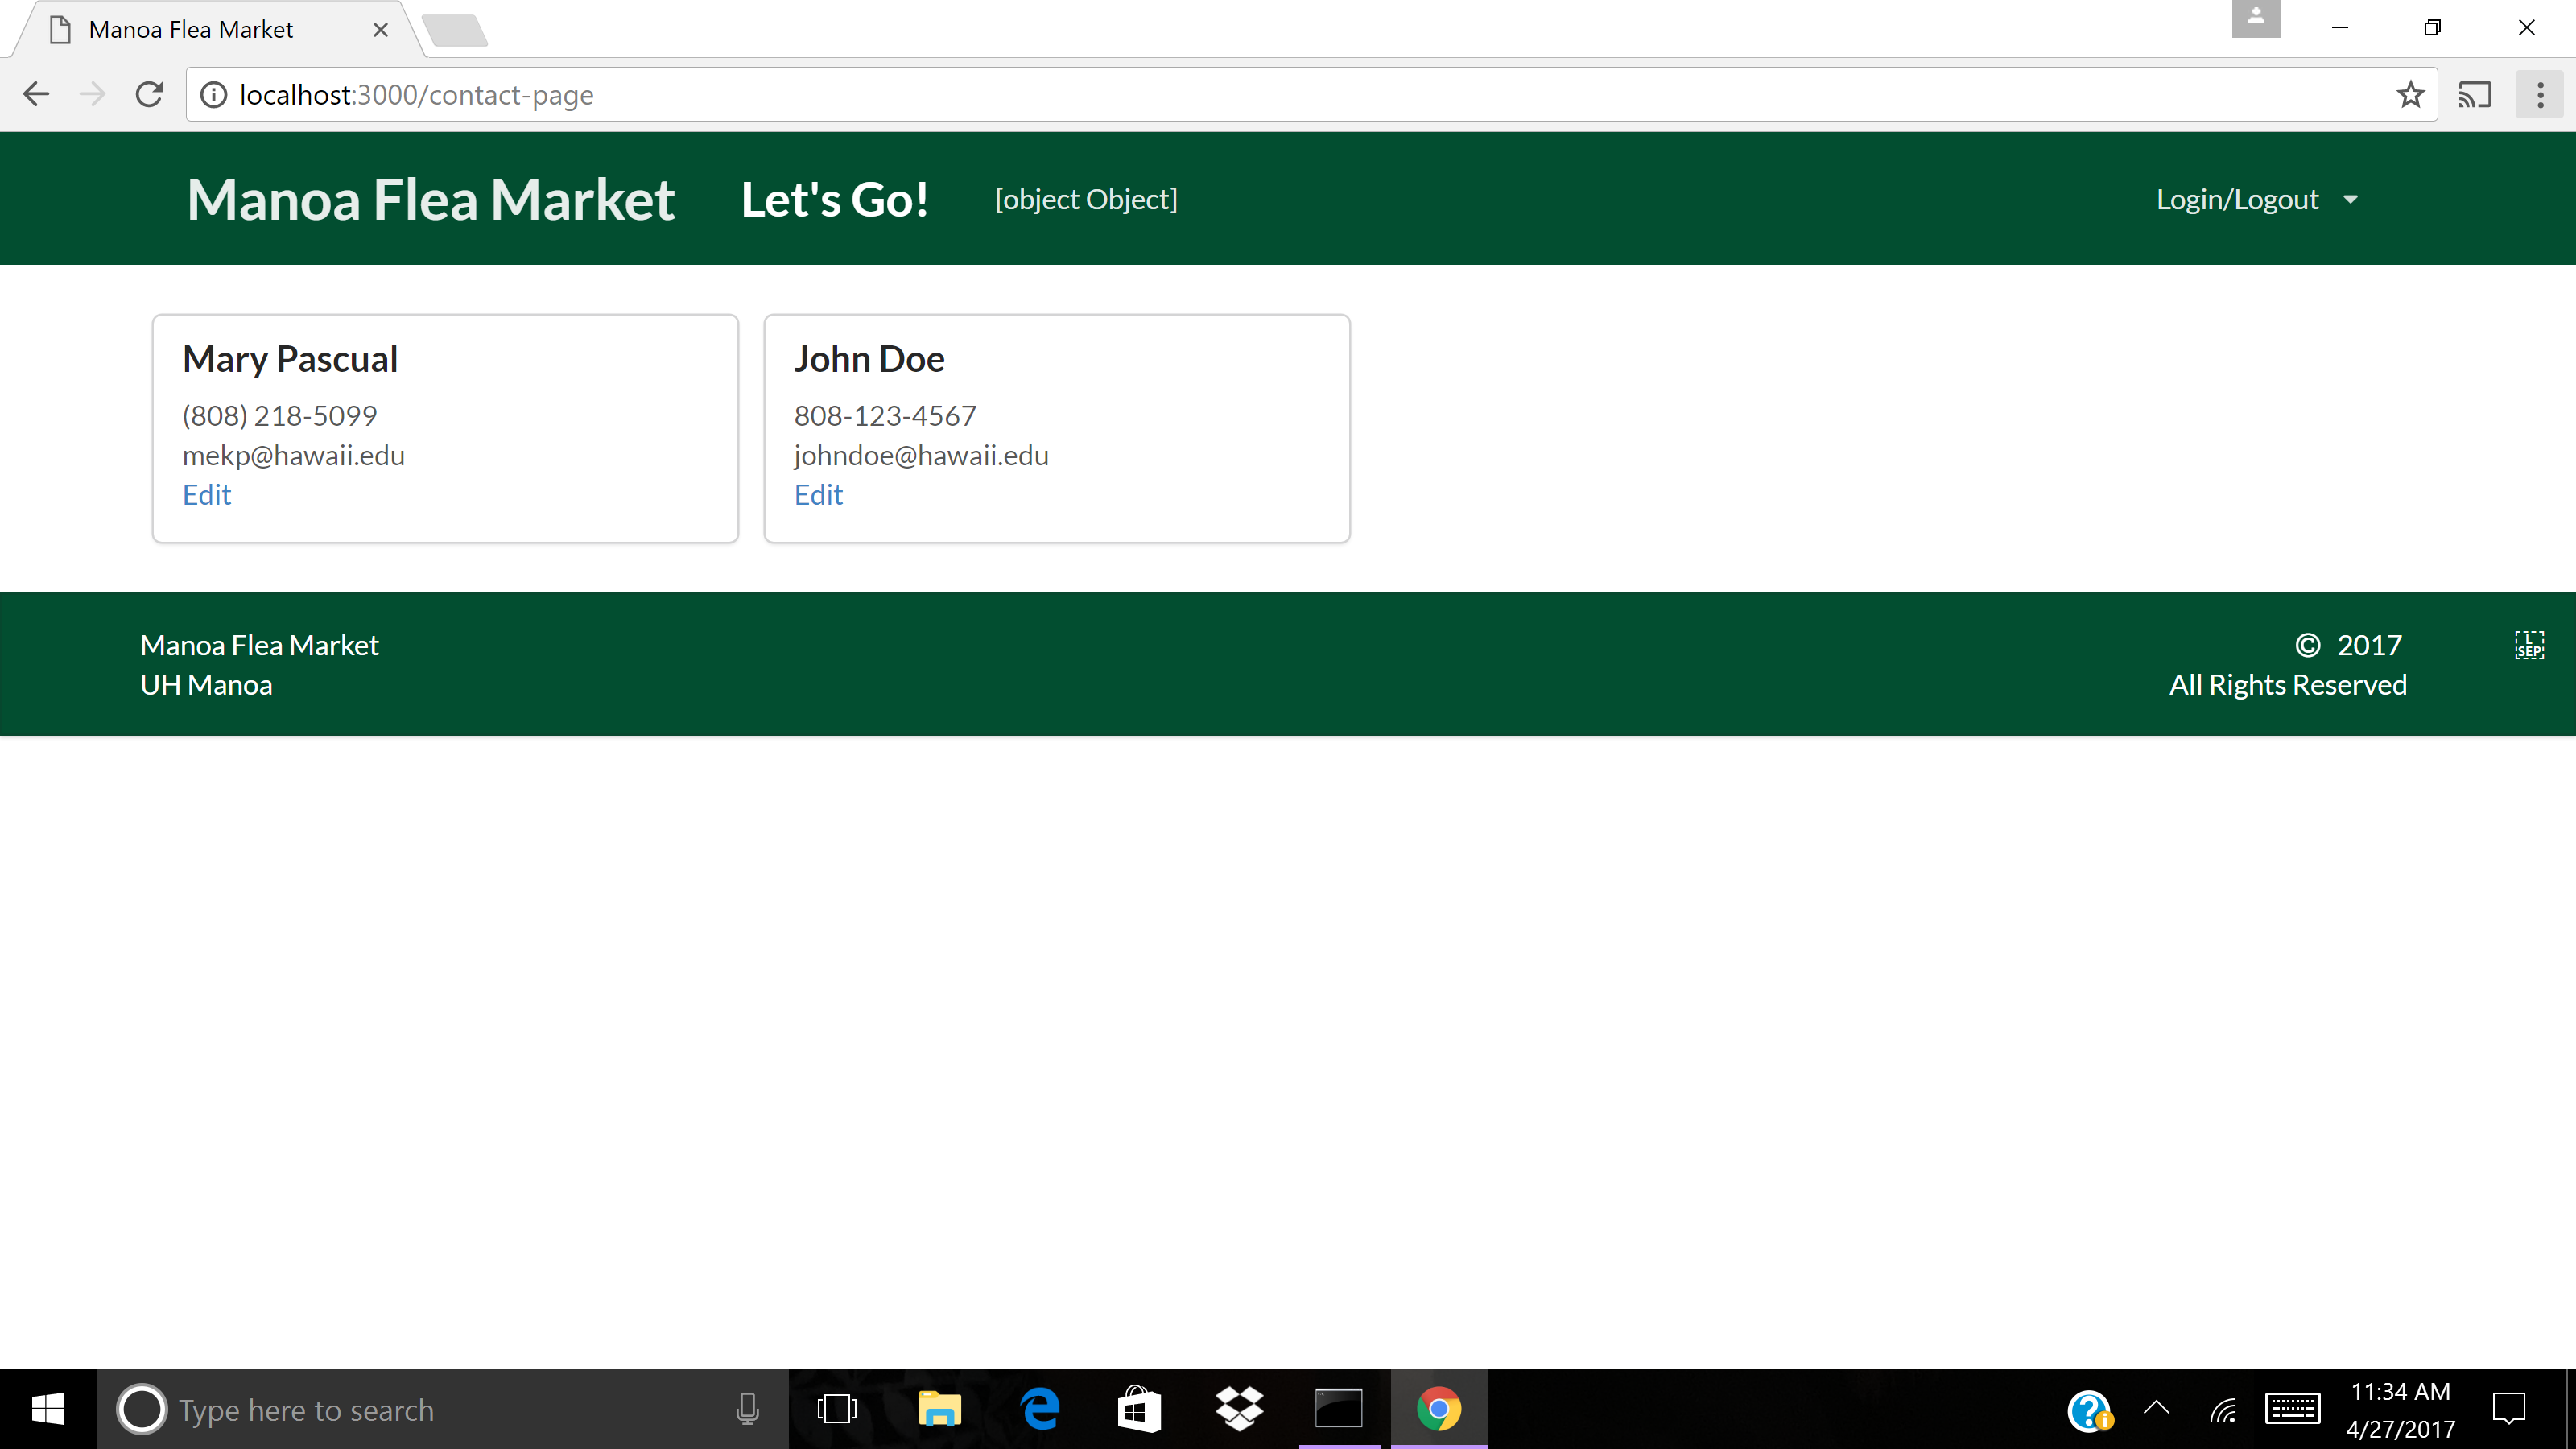 Manoa Flea Market
localhost:3000/contact-page
Manoa Flea Market Let's Go! [object Object] Login/Logout
Mary Pascual
(808) 218-5099
mekp@hawaii.edu
Edit
John Doe
808-123-4567
johndoe@hawaii.edu
Edit
Manoa Flea Market
UH Manoa
© 2017
All Rights Reserved
L
SEP
Type here to search
11:34 AM
4/27/2017